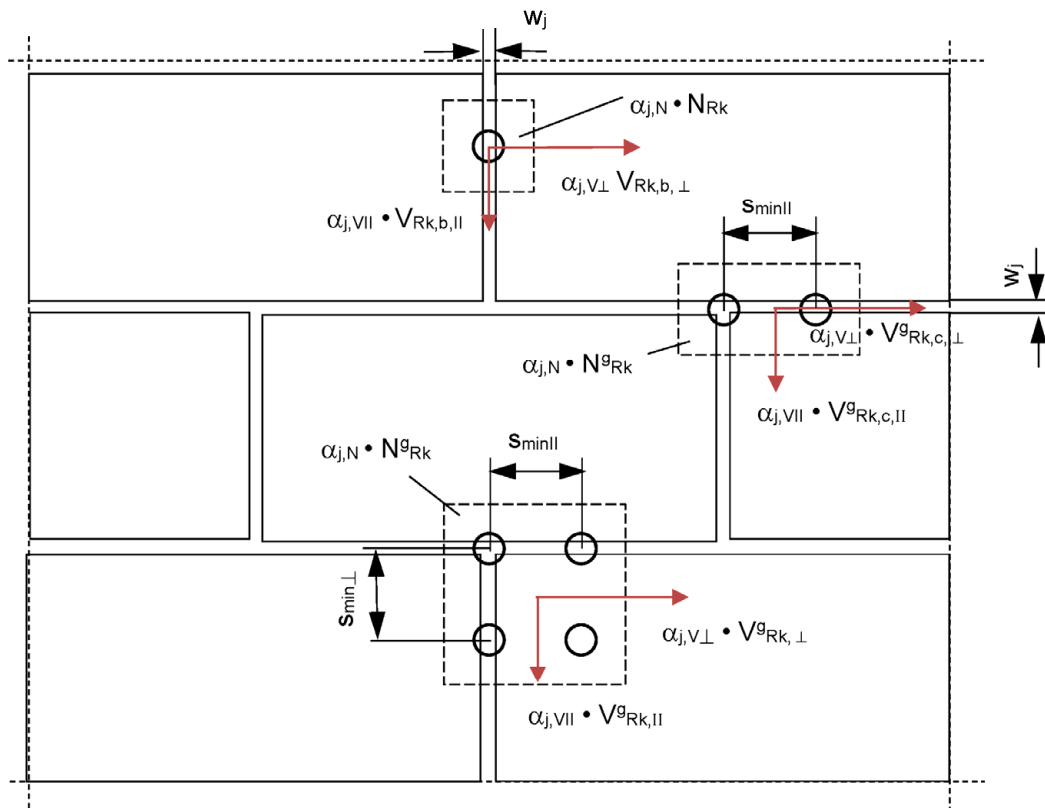 wj
αj,N • NRk
αj,V⊥ VRk,b, ⊥
αj,VII • VRk,b,II
sminII
wj
αj,V⊥ • VgRk,c,⊥
αj,N • NgRk
αj,VII • VgRk,c,II
αj,N • NgRk
sminII
smin⊥
αj,V⊥ • VgRk, ⊥
αj,VII • VgRk,II